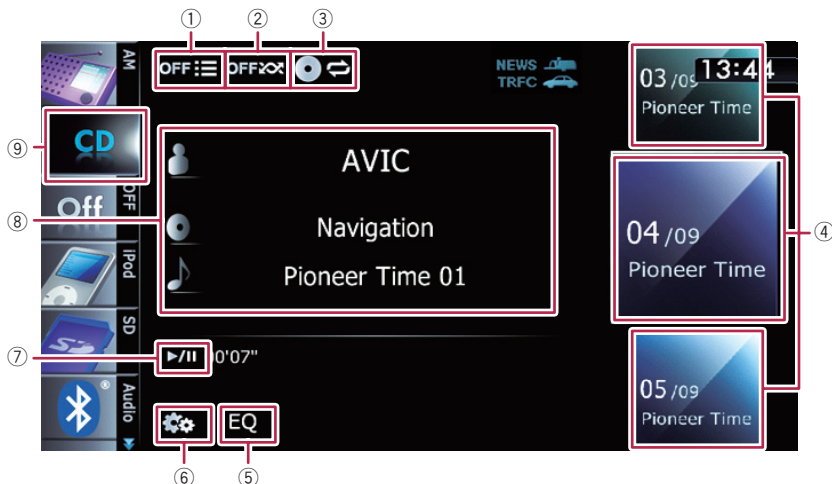 ① ② ③
AM
OFF OFF
NEWS
TRFC
13:44
03/09
Pioneer Time
⑨
CD
OFF
Off
iPod
SD
Audio
⑧
AVIC
Navigation
Pioneer Time 01
④
04/09
Pioneer Time
⑦
00'07"
05/09
Pioneer Time
EQ
⑥ ⑤